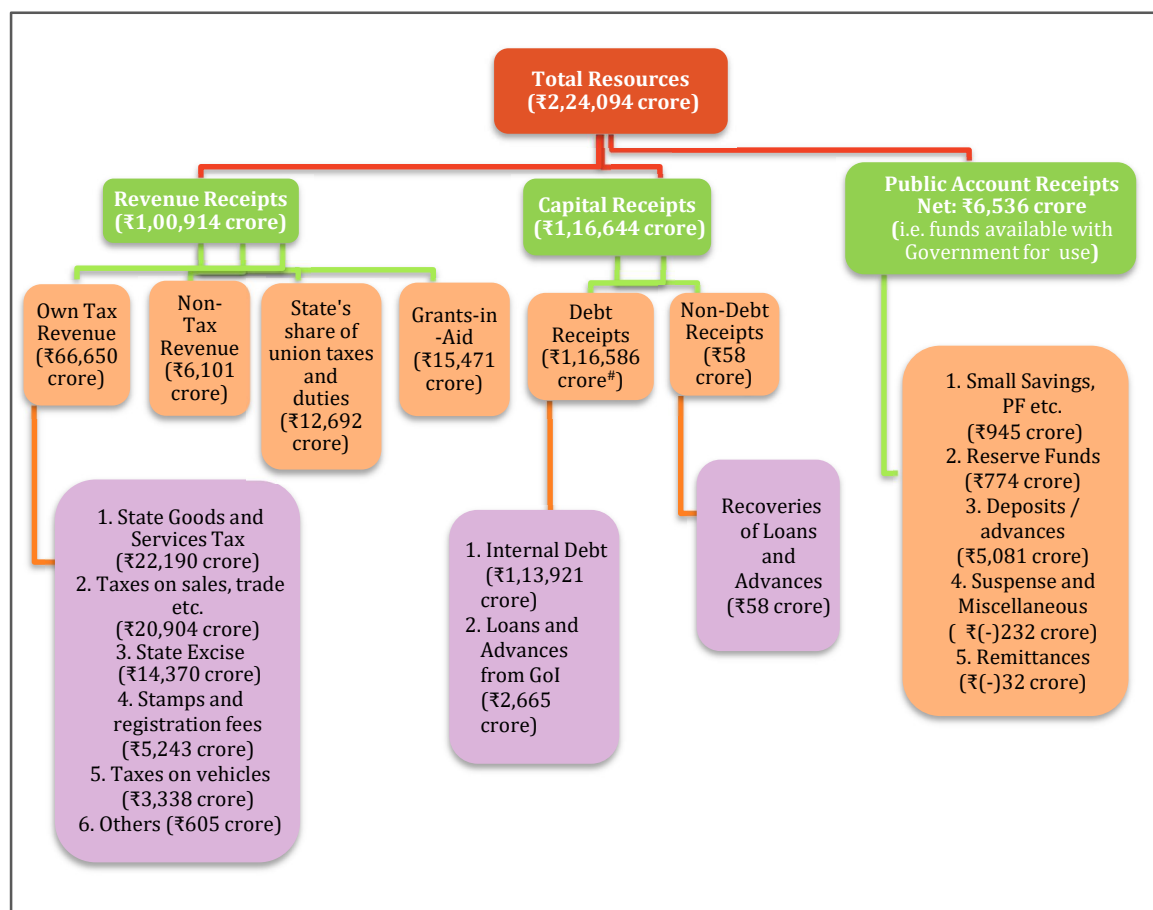 Total Resources
(₹2,24,094 crore)
Revenue Receipts
(₹1,00,914 crore)
Capital Receipts
(₹1,16,644 crore)
Public Account Receipts
Net: ₹6,536 crore
(i.e. funds available with
Government for use)
Own Tax
Revenue
(₹66,650
crore)
Non-
Tax
Revenue
(₹6,101
crore)
State's
share of
union taxes
and
duties
(₹12,692
crore)
Grants-in
-Aid
(₹15,471
crore)
Debt
Receipts
(₹1,16,586
crore#)
Non-Debt
Receipts
(₹58
crore)
1. State Goods and
Services Tax
(₹22,190 crore)
2. Taxes on sales, trade
etc.
(₹20,904 crore)
3. State Excise
(₹14,370 crore)
4. Stamps and
registration fees
(₹5,243 crore)
5. Taxes on vehicles
(₹3,338 crore)
6. Others (₹605 crore)
1. Internal Debt
(₹1,13,921
crore)
2. Loans and
Advances
from GoI
(₹2,665
crore)
Recoveries
of Loans
and
Advances
(₹58 crore)
1. Small Savings,
PF etc.
(₹945 crore)
2. Reserve Funds
(₹774 crore)
3. Deposits /
advances
(₹5,081 crore)
4. Suspense and
Miscellaneous
( ₹(-)232 crore)
5. Remittances
(₹(-)32 crore)